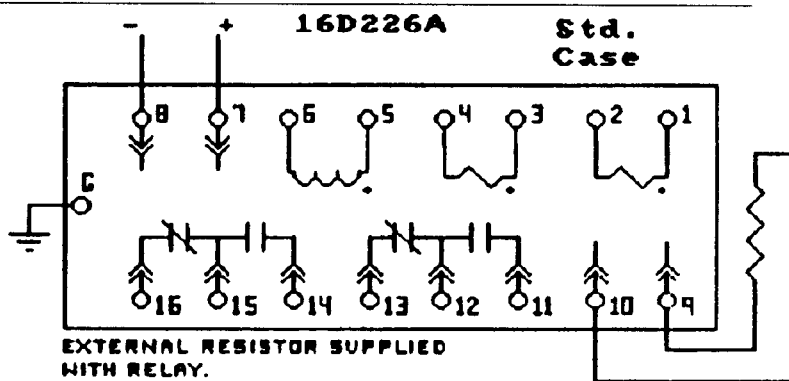 - + 16D226A Std.
Case
8 7 6 5 4 3 2 1
G
16 15 14 13 12 11 10 9
EXTERNAL RESISTOR SUPPLIED
WITH RELAY.